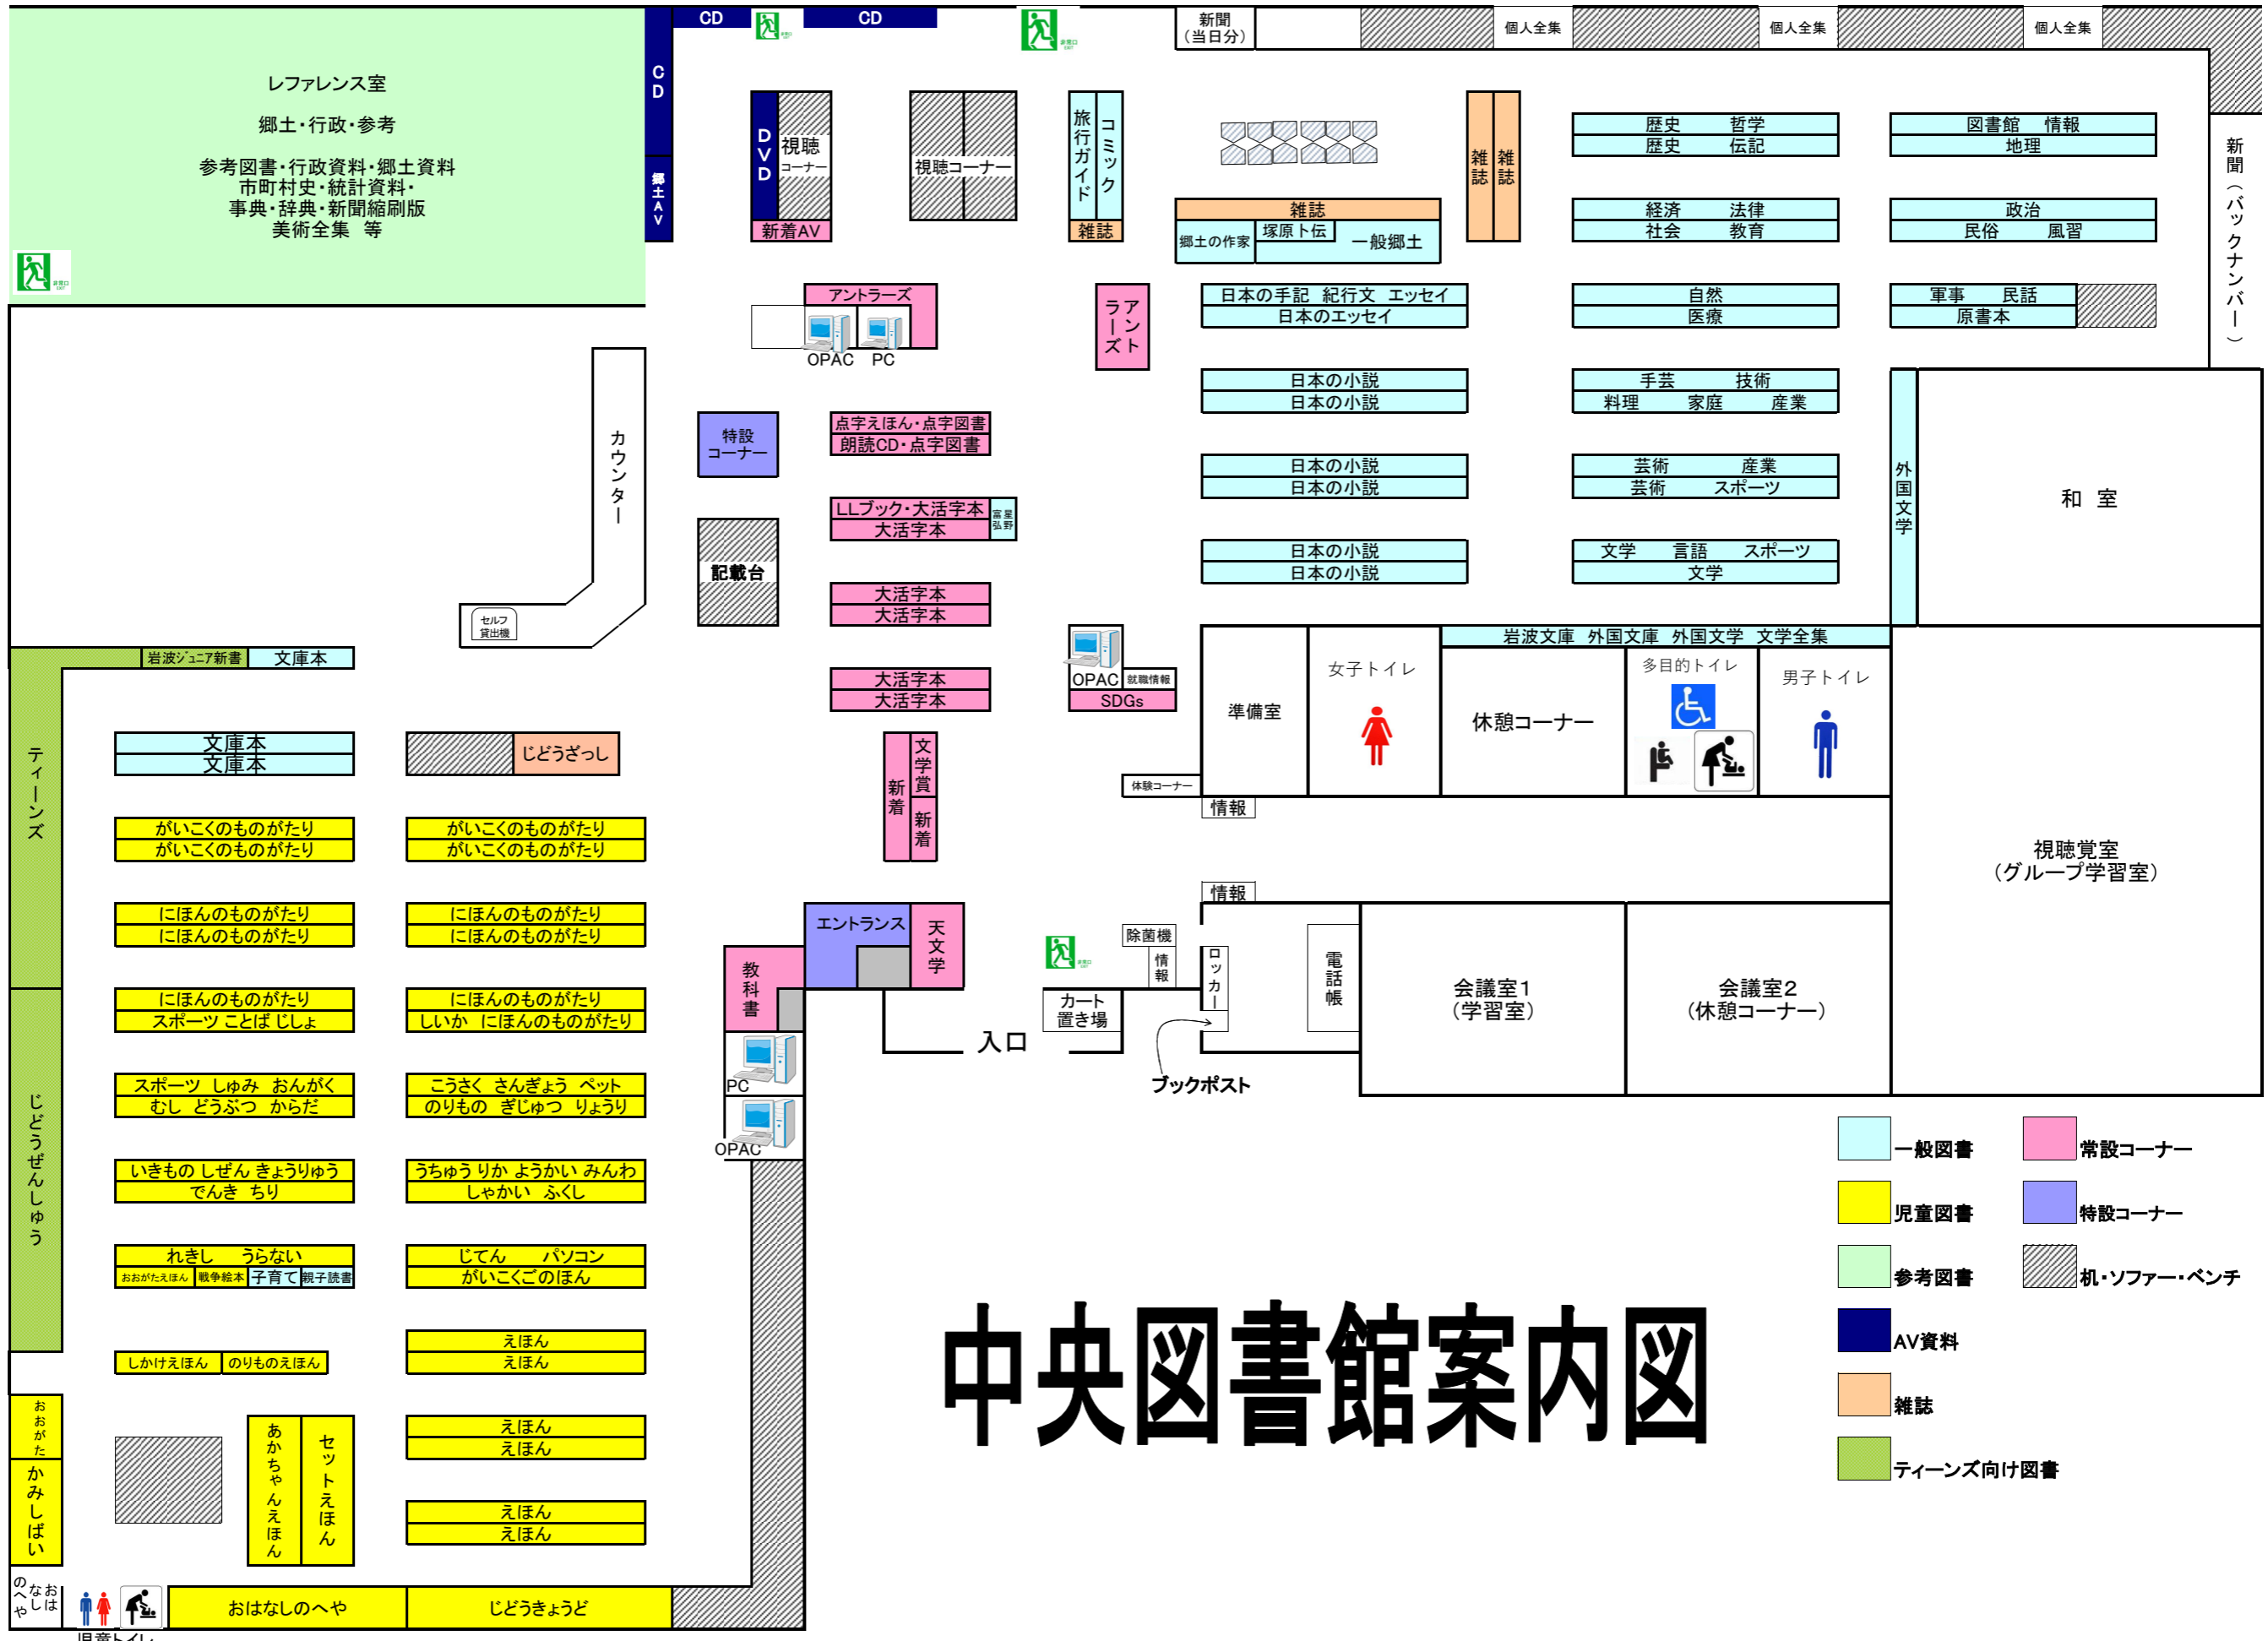 CD
CD
新聞
(当日分)
個人全集
個人全集
個人全集
レファレンス室
郷土・行政・参考
参考図書・行政資料・郷土資料
市町村史・統計資料・
事典・辞典・新聞縮刷版
美術全集 等
CD
郷土AV
DVD
視聴
コーナー
新着AV
視聴コーナー
旅行ガイド
コミック
雑誌
雑誌
郷土の作家
塚原卜伝
一般郷土
雑誌
雑誌
歴史 哲学
歴史 伝記
図書館 情報
地理
経済 法律
社会 教育
政治
民俗 風習
新聞(バックナンバー)
アントラーズ
OPAC
PC
アントラーズ
日本の手記 紀行文 エッセイ
日本のエッセイ
自然
医療
軍事 民話
原書本
カウンター
セルフ
貸出機
特設
コーナー
記載台
点字えほん・点字図書
朗読CD・点字図書
LLブック・大活字本
大活字本
星野
富弘
大活字本
大活字本
大活字本
大活字本
日本の小説
日本の小説
手芸 技術
料理 家庭 産業
日本の小説
日本の小説
芸術 産業
芸術 スポーツ
日本の小説
日本の小説
文学 言語 スポーツ
文学
外国文学
和室
OPAC
就職情報
SDGs
準備室
女子トイレ
岩波文庫 外国文庫 外国文学 文学全集
休憩コーナー
多目的トイレ
男子トイレ
体験コーナー
情報
情報
視聴覚室
(グループ学習室)
岩波ジュニア新書
文庫本
ティーンズ
文庫本
文庫本
じどうざっし
新着
文学賞
新着
がいこくのものがたり
がいこくのものがたり
がいこくのものがたり
がいこくのものがたり
にほんのものがたり
にほんのものがたり
にほんのものがたり
にほんのものがたり
エントランス
天文学
教科書
PC
OPAC
除菌機
情報
カート
置き場
ロッカー
電話帳
入口
ブックポスト
会議室1
(学習室)
会議室2
(休憩コーナー)
にほんのものがたり
スポーツ ことば じしょ
にほんのものがたり
しいか にほんのものがたり
じどうぜんしゅう
スポーツ しゅみ おんがく
むし どうぶつ からだ
こうさく さんぎょう ペット
のりもの ぎじゅつ りょうり
いきもの しぜん きょうりゅう
でんき ちり
うちゅう りか ようかい みんわ
しゃかい ふくし
れきし うらない
おおがたえほん
戦争絵本
子育て
親子読書
じてん パソコン
がいこくごのほん
しかけえほん
のりものえほん
えほん
えほん
おおがた
かみしばい
あかちゃんえほん
セットえほん
えほん
えほん
えほん
えほん
おはなしのへや
児童トイレ
おはなしのへや
じどうきょうど
中央図書館案内図
一般図書
常設コーナー
児童図書
特設コーナー
参考図書
机・ソファー・ベンチ
AV資料
雑誌
ティーンズ向け図書